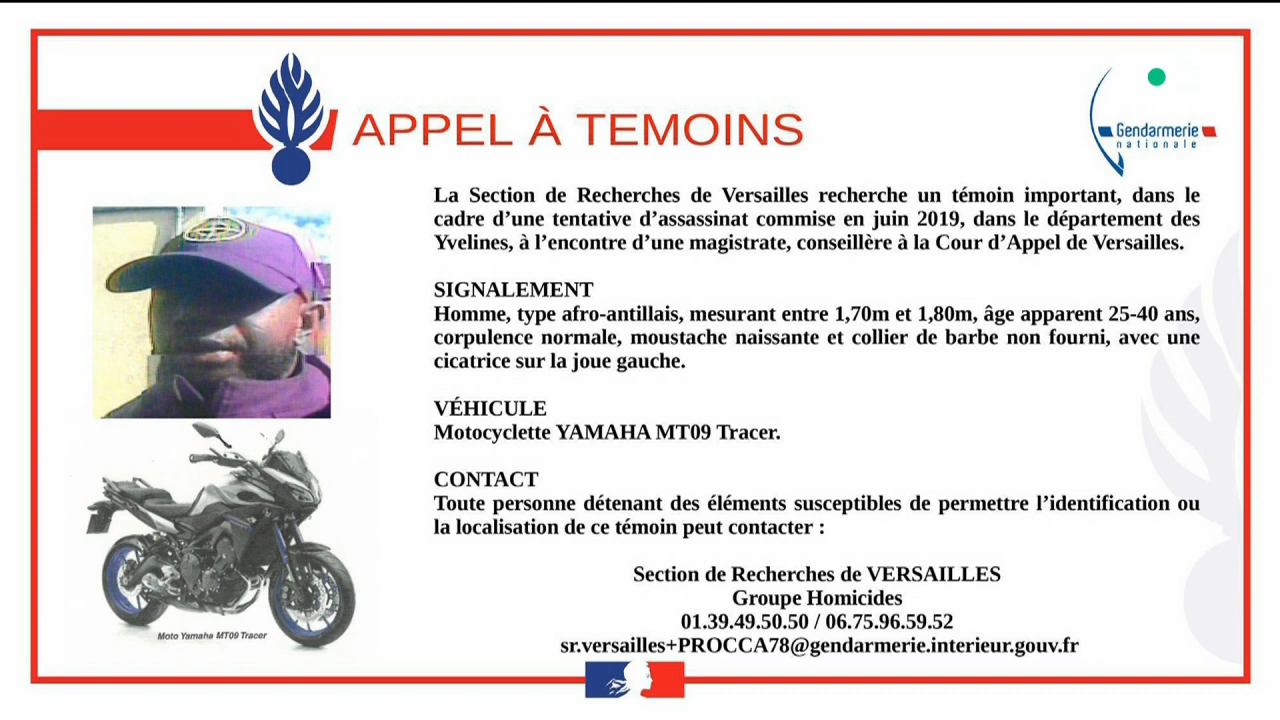 APPEL À TEMOINS
Gendarmerie
nationale
La Section de Recherches de Versailles recherche un témoin important, dans le
cadre d’une tentative d’assassinat commise en juin 2019, dans le département des
Yvelines, à l’encontre d’une magistrate, conseillère à la Cour d’Appel de Versailles.
SIGNALEMENT
Homme, type afro-antillais, mesurant entre 1,70m et 1,80m, âge apparent 25-40 ans,
corpulence normale, moustache naissante et collier de barbe non fourni, avec une
cicatrice sur la joue gauche.
VÉHICULE
Motocyclette YAMAHA MT09 Tracer.
CONTACT
Toute personne détenant des éléments susceptibles de permettre l’identification ou
la localisation de ce témoin peut contacter :
Section de Recherches de VERSAILLES
Groupe Homicides
01.39.49.50.50 / 06.75.96.59.52
sr.versailles+PROCCA78@gendarmerie.interieur.gouv.fr
Moto Yamaha MT09 Tracer